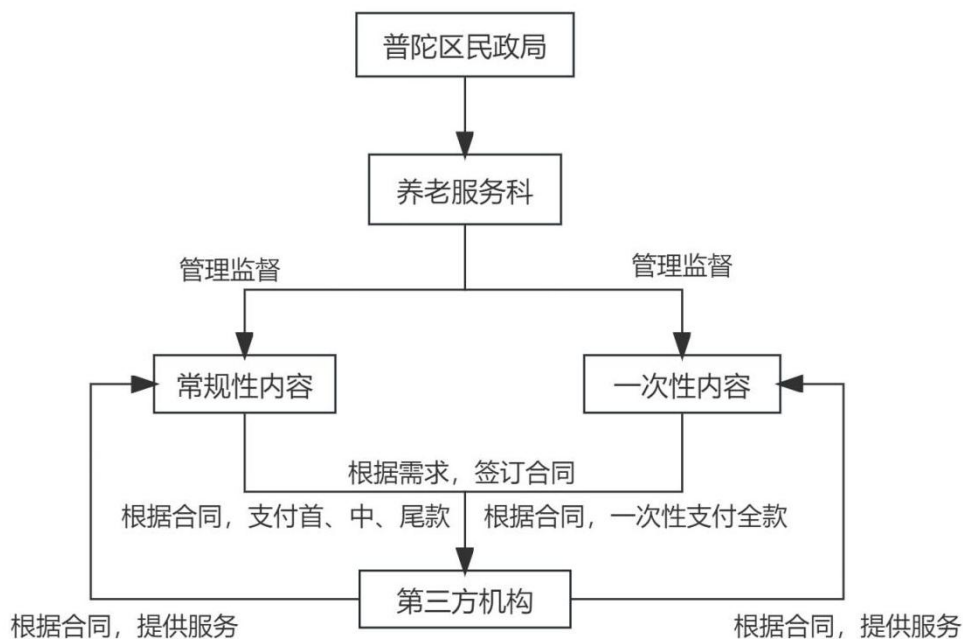 普陀区民政局
养老服务科
管理监督
管理监督
常规性内容
一次性内容
根据需求，签订合同
根据合同，支付首、中、尾款
根据合同，一次性支付全款
第三方机构
根据合同，提供服务
根据合同，提供服务